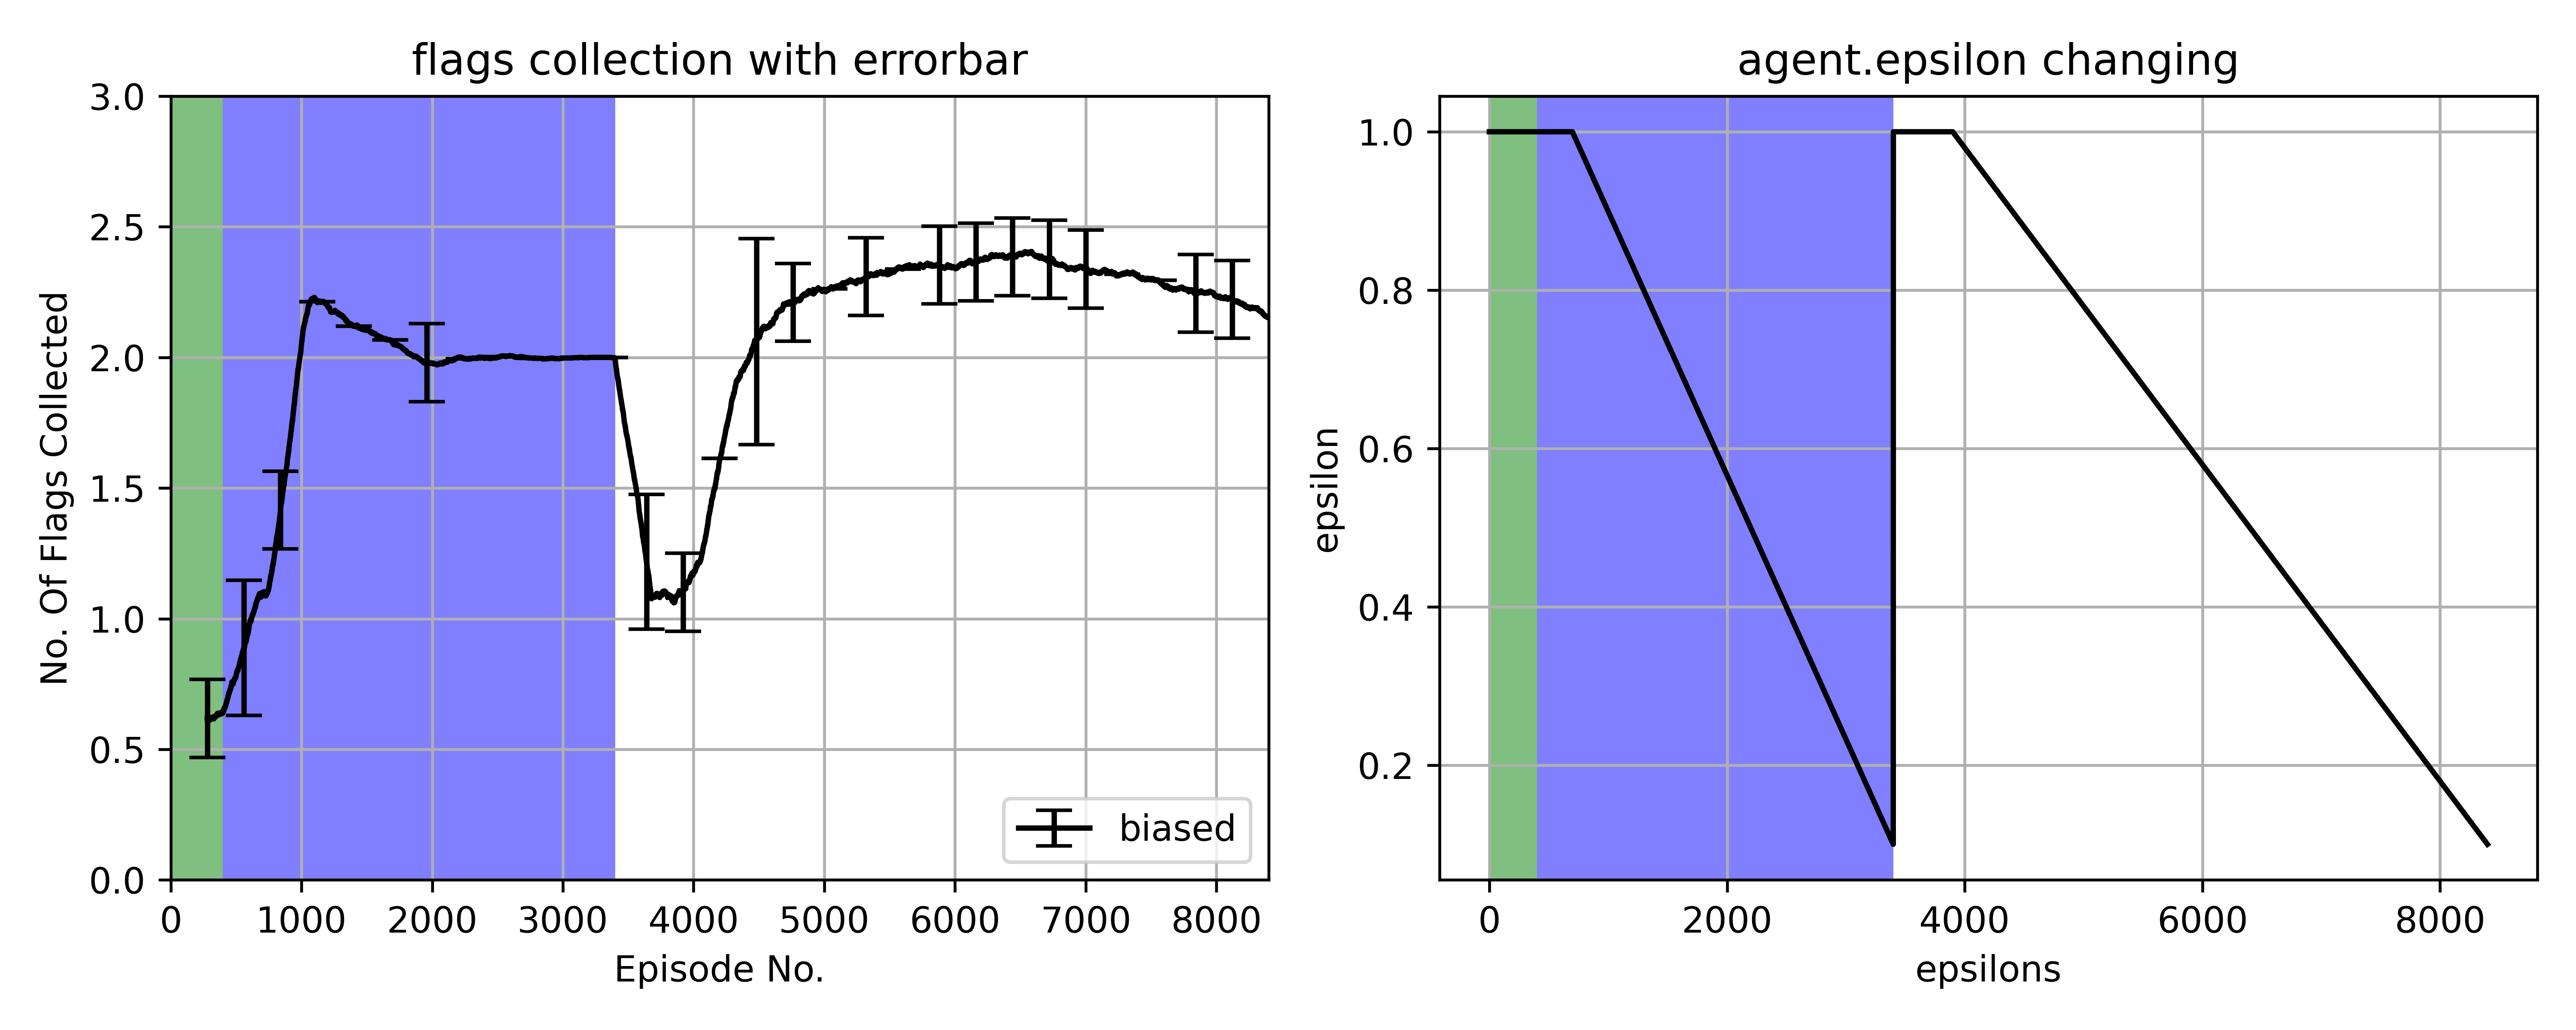 flags collection with errorbar
No. Of Flags Collected
3.0
2.5
2.0
1.5
1.0
0.5
0.0
0 1000 2000 3000 4000 5000 6000 7000 8000
Episode No.
biased
agent.epsilon changing
epsilon
1.0
0.8
0.6
0.4
0.2
0 2000 4000 6000 8000
epsilons